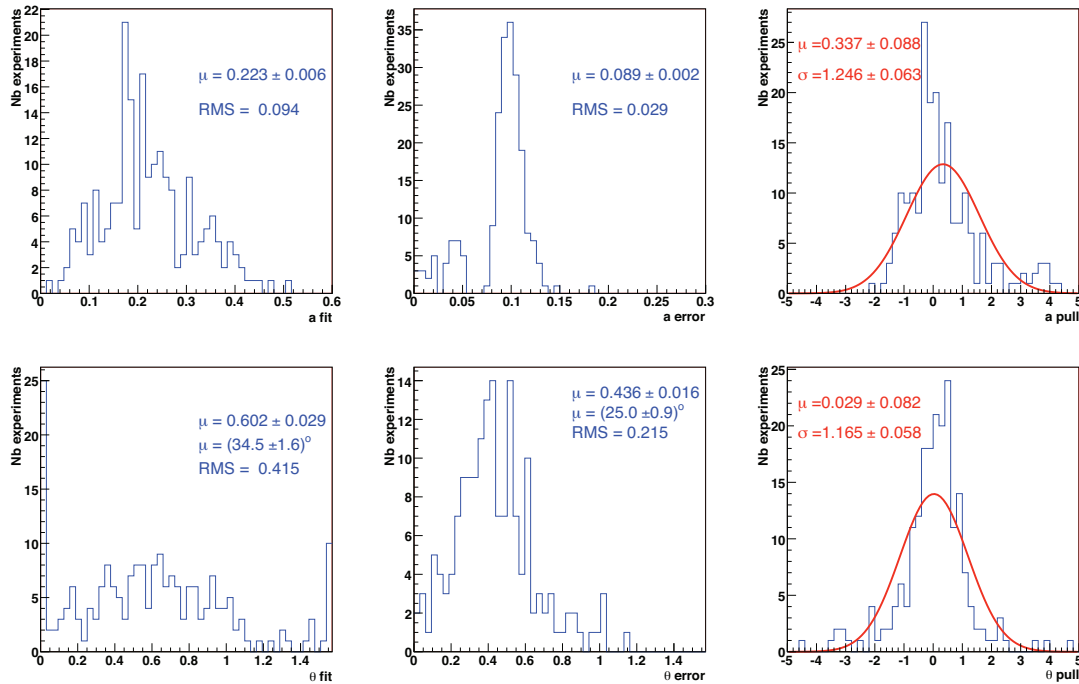 Nb experiments
22
20
18
16
14
12
10
8
6
4
2
0
μ = 0.223 ± 0.006
RMS = 0.094
0 0.1 0.2 0.3 0.4 0.5 0.6
a fit
Nb experiments
35
30
25
20
15
10
5
0
μ = 0.089 ± 0.002
RMS = 0.029
0 0.05 0.1 0.15 0.2 0.25 0.3
a error
Nb experiments
25
20
15
10
5
0
μ =0.337 ± 0.088
σ =1.246 ± 0.063
-5 -4 -3 -2 -1 0 1 2 3 4 5
a pull
Nb experiments
25
20
15
10
5
0
μ = 0.602 ± 0.029
μ = (34.5 ±1.6)º
RMS = 0.415
0 0.2 0.4 0.6 0.8 1 1.2 1.4
θ fit
Nb experiments
14
12
10
8
6
4
2
0
μ = 0.436 ± 0.016
μ = (25.0 ±0.9)º
RMS = 0.215
0 0.2 0.4 0.6 0.8 1 1.2 1.4
θ error
Nb experiments
25
20
15
10
5
0
μ =0.029 ± 0.082
σ =1.165 ± 0.058
-5 -4 -3 -2 -1 0 1 2 3 4 5
θ pull